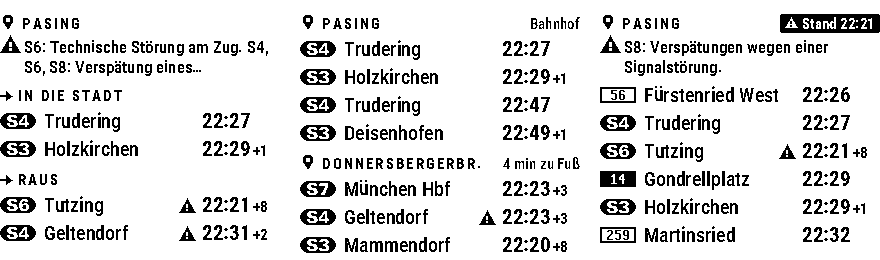 PASING
S6: Technische Störung am Zug. S4,
S6, S8: Verspätung eines...
→ IN DIE STADT
S4 Trudering 22:27
S3 Holzkirchen 22:29 +1
→ RAUS
S6 Tutzing 22:21 +8
S4 Geltendorf 22:31 +2
PASING Bahnhof
S4 Trudering 22:27
S3 Holzkirchen 22:29 +1
S4 Trudering 22:47
S3 Deisenhofen 22:49 +1
DONNERSBERGERBR. 4 min zu Fuß
S7 München Hbf 22:23 +3
S4 Geltendorf 22:23 +3
S3 Mammendorf 22:20 +8
PASING Stand 22:21
S8: Verspätungen wegen einer
Signalstörung.
56 Fürstenried West 22:26
S4 Trudering 22:27
S6 Tutzing 22:21 +8
14 Gondrellplatz 22:29
S3 Holzkirchen 22:29 +1
259 Martinsried 22:32